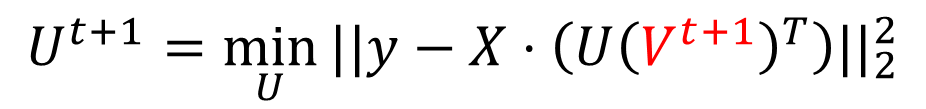 U^{t+1} = \min_U ||y − X · (U(V^{t+1})^T)||_2^2